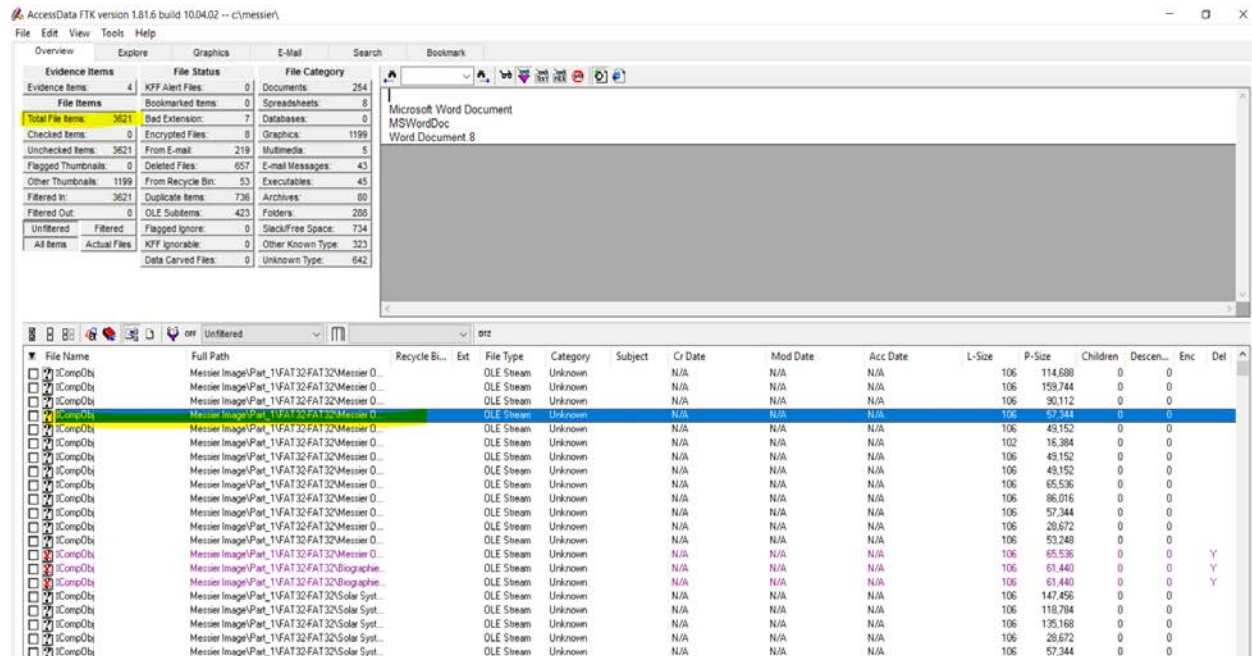 AccessData FTK version 1.81.6 build 10.04.02 -- c:\messier\
File Edit View Tools Help
Overview Explore Graphics E-Mail Search Bookmark
Evidence Items File Status File Category
Evidence Items: 4 KFF Alert Files: 0 Documents: 254
File Items Bookmarked Items: 0 Spreadsheets: 8
Total File Items: 3621 Bad Extension: 7 Databases: 0
Checked Items: 0 Encrypted Files: 8 Graphics: 1199
Unchecked Items: 3621 From E-mail: 219 Multimedia: 5
Flagged Thumbnails: 0 Deleted Files: 657 E-mail Messages: 43
Other Thumbnails: 1199 From Recycle Bin: 53 Executables: 45
Filtered In: 3621 Duplicate Items: 736 Archives: 80
Filtered Out: 0 OLE Subitems: 423 Folders: 288
Unfiltered Filtered Flagged Ignore: 0 Slack/Free Space: 734
All Items Actual Files KFF Ignorable: 0 Other Known Type: 323
Data Carved Files: 0 Unknown Type: 642
Microsoft Word Document
MSWordDoc
Word.Document.8
OFF Unfiltered DTZ
File Name Full Path Recycle Bi... Ext File Type Category Subject Cr Date Mod Date Acc Date L-Size P-Size Children Descen... Enc Del
CompObj Messier Image\Part_1\FAT32-FAT32\Messier O... OLE Stream Unknown N/A N/A N/A 106 114,688 0 0
CompObj Messier Image\Part_1\FAT32-FAT32\Messier O... OLE Stream Unknown N/A N/A N/A 106 159,744 0 0
CompObj Messier Image\Part_1\FAT32-FAT32\Messier O... OLE Stream Unknown N/A N/A N/A 106 90,112 0 0
CompObj Messier Image\Part_1\FAT32-FAT32\Messier O... OLE Stream Unknown N/A N/A N/A 106 57,344 0 0
CompObj Messier Image\Part_1\FAT32-FAT32\Messier O... OLE Stream Unknown N/A N/A N/A 106 49,152 0 0
CompObj Messier Image\Part_1\FAT32-FAT32\Messier O... OLE Stream Unknown N/A N/A N/A 102 16,384 0 0
CompObj Messier Image\Part_1\FAT32-FAT32\Messier O... OLE Stream Unknown N/A N/A N/A 106 49,152 0 0
CompObj Messier Image\Part_1\FAT32-FAT32\Messier O... OLE Stream Unknown N/A N/A N/A 106 49,152 0 0
CompObj Messier Image\Part_1\FAT32-FAT32\Messier O... OLE Stream Unknown N/A N/A N/A 106 65,536 0 0
CompObj Messier Image\Part_1\FAT32-FAT32\Messier O... OLE Stream Unknown N/A N/A N/A 106 86,016 0 0
CompObj Messier Image\Part_1\FAT32-FAT32\Messier O... OLE Stream Unknown N/A N/A N/A 106 57,344 0 0
CompObj Messier Image\Part_1\FAT32-FAT32\Messier O... OLE Stream Unknown N/A N/A N/A 106 28,672 0 0
CompObj Messier Image\Part_1\FAT32-FAT32\Messier O... OLE Stream Unknown N/A N/A N/A 106 53,248 0 0
CompObj Messier Image\Part_1\FAT32-FAT32\Messier O... OLE Stream Unknown N/A N/A N/A 106 65,536 0 0 Y
CompObj Messier Image\Part_1\FAT32-FAT32\Biographie... OLE Stream Unknown N/A N/A N/A 106 61,440 0 0 Y
CompObj Messier Image\Part_1\FAT32-FAT32\Biographie... OLE Stream Unknown N/A N/A N/A 106 61,440 0 0 Y
CompObj Messier Image\Part_1\FAT32-FAT32\Solar Syst... OLE Stream Unknown N/A N/A N/A 106 147,456 0 0
CompObj Messier Image\Part_1\FAT32-FAT32\Solar Syst... OLE Stream Unknown N/A N/A N/A 106 118,784 0 0
CompObj Messier Image\Part_1\FAT32-FAT32\Solar Syst... OLE Stream Unknown N/A N/A N/A 106 135,168 0 0
CompObj Messier Image\Part_1\FAT32-FAT32\Solar Syst... OLE Stream Unknown N/A N/A N/A 106 28,672 0 0
CompObj Messier Image\Part_1\FAT32-FAT32\Solar Syst... OLE Stream Unknown N/A N/A N/A 106 57,344 0 0